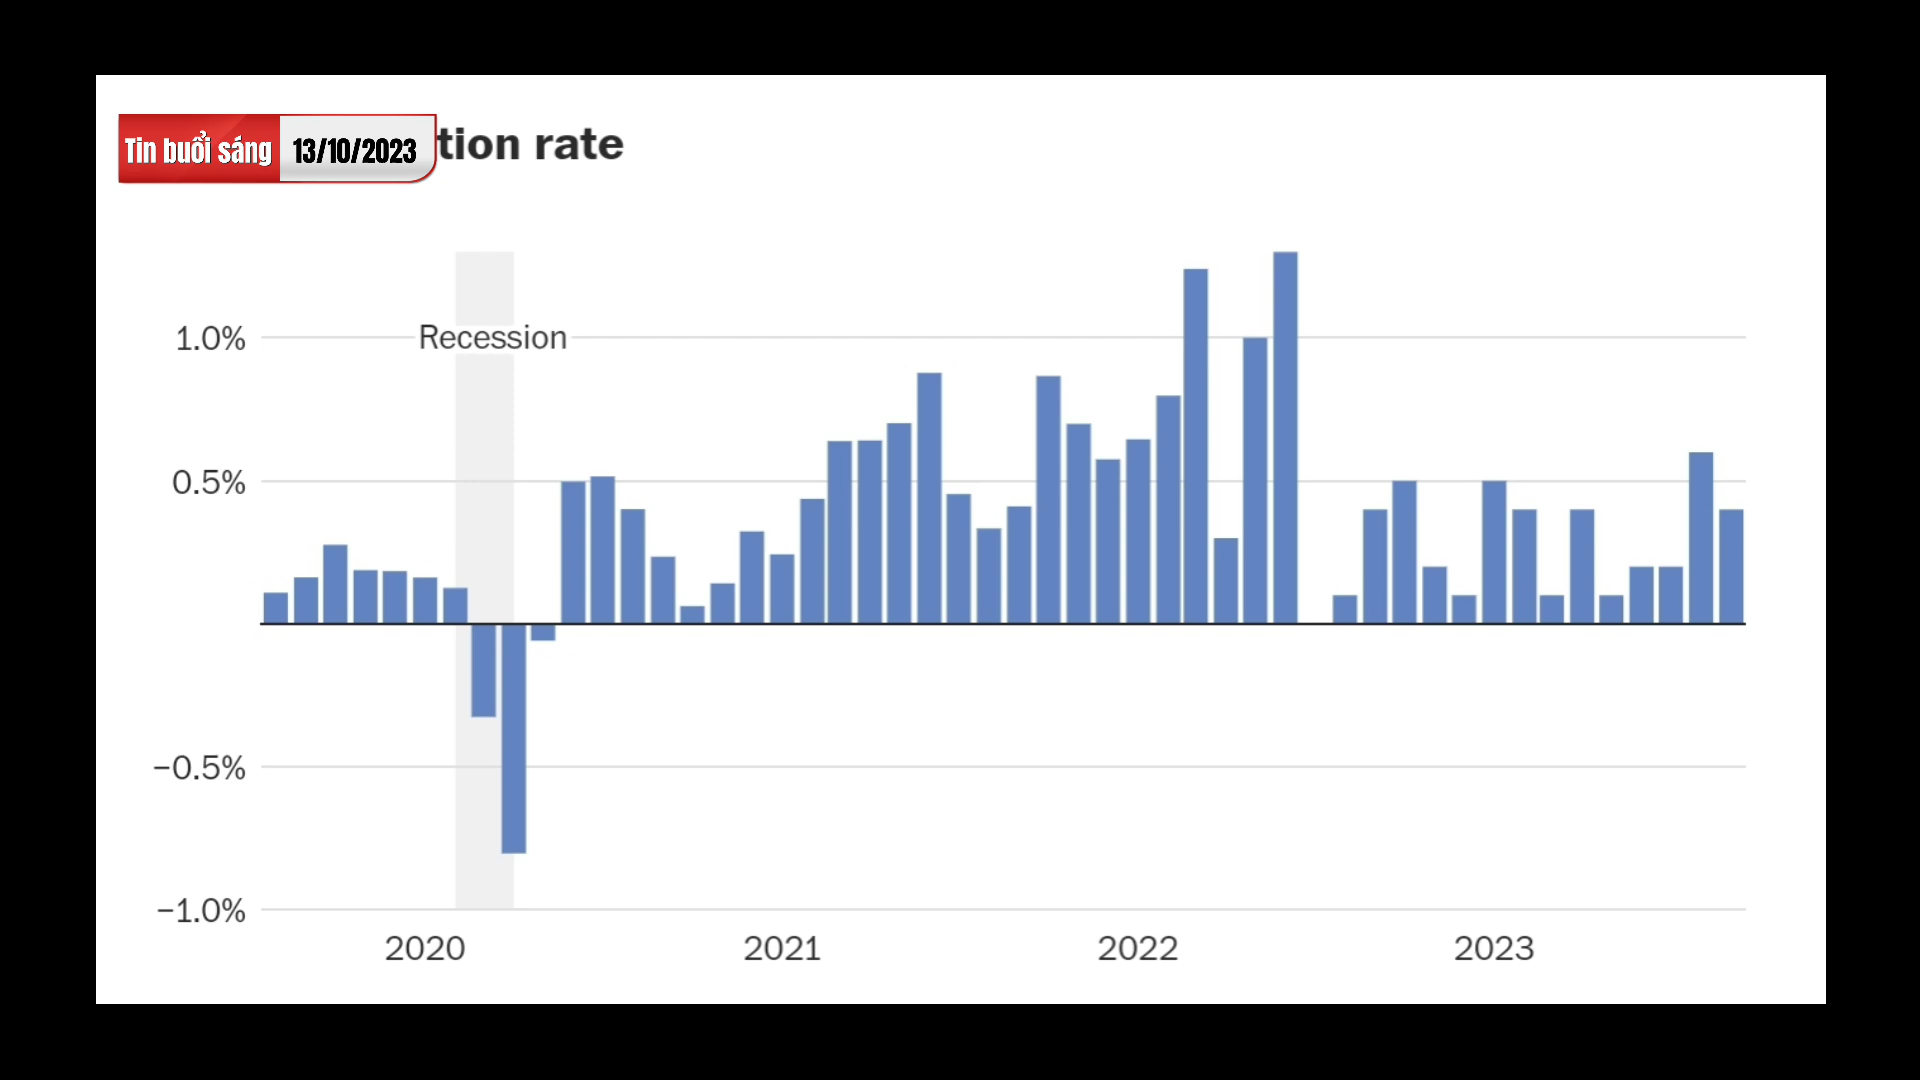 Tin buổi sáng 13/10/2023
tion rate
Recession
1.0%
0.5%
−0.5%
−1.0%
2020 2021 2022 2023